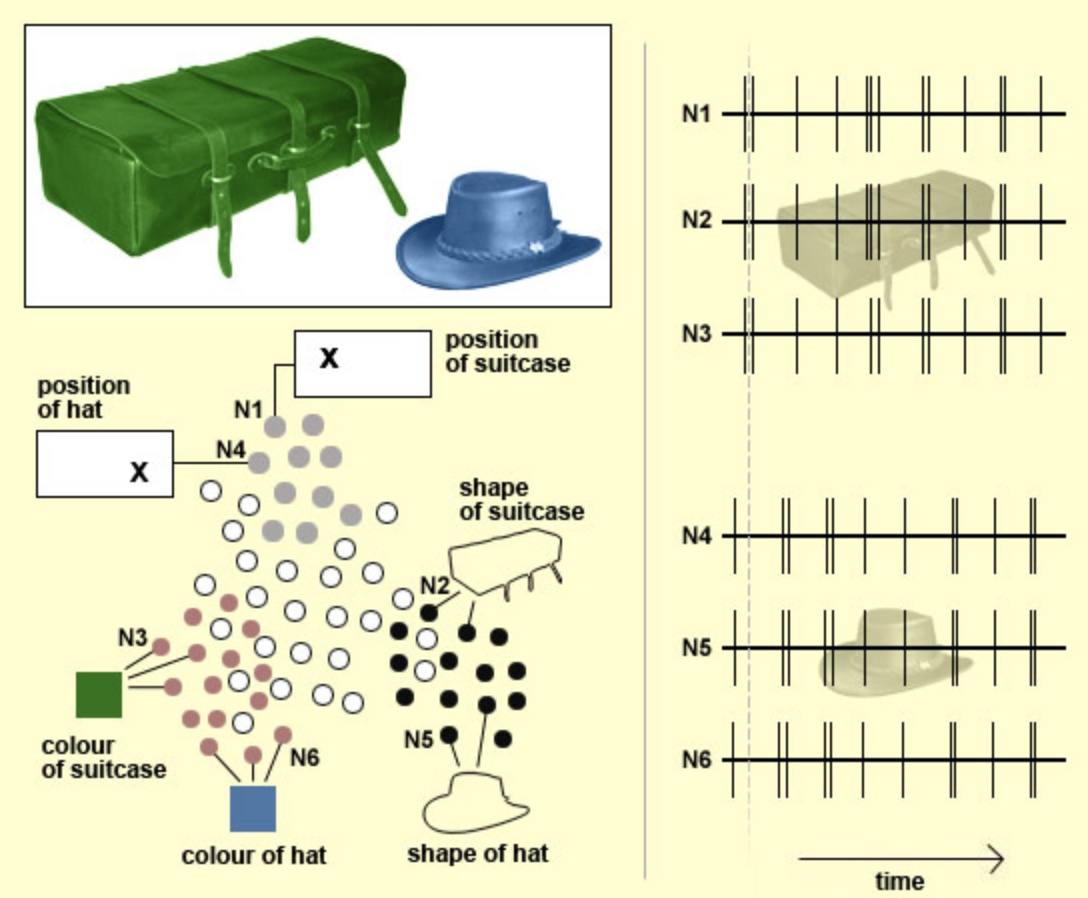 position
of suitcase
X
position
of hat
N1
N4
X
shape
of suitcase
N2
N3
colour
of suitcase
N6
N5
colour of hat
shape of hat
N1
N2
N3
N4
N5
N6
time